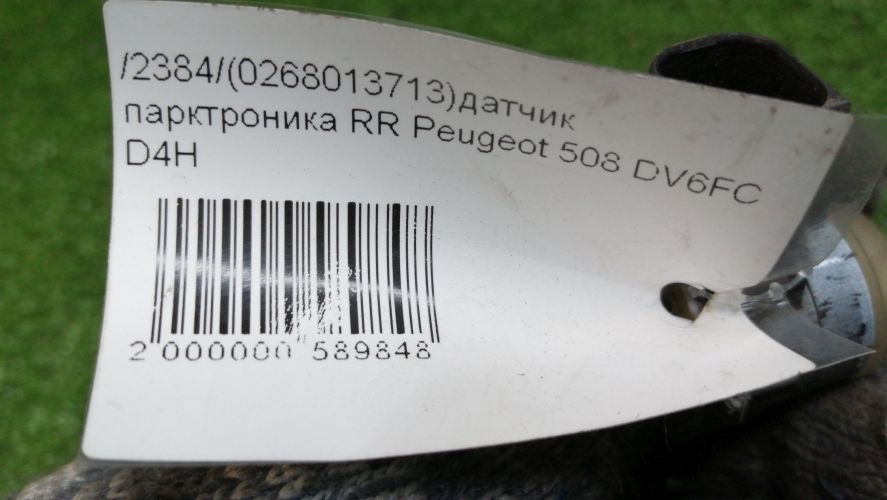 /2384/(0268013713)датчик
парктроника RR Peugeot 508 DV6FC
D4H
2 000000 589848